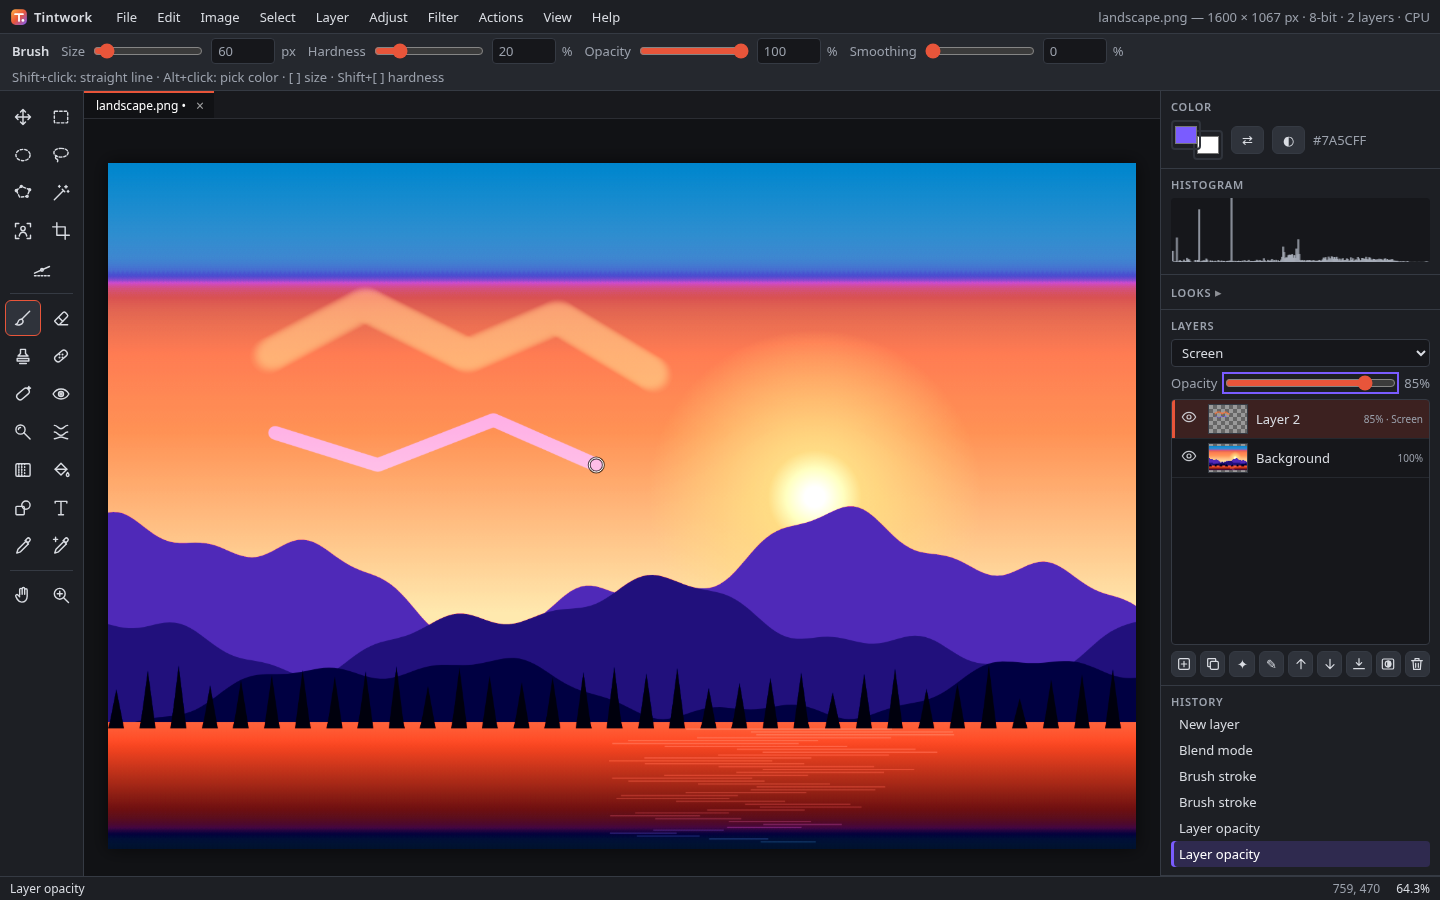 Tintwork File Edit Image Select Layer Adjust Filter Actions View Help landscape.png — 1600 × 1067 px · 8-bit · 2 layers · CPU
Brush Size 60 px Hardness 20 % Opacity 100 % Smoothing 0 %
Shift+click: straight line · Alt+click: pick color · [ ] size · Shift+[ ] hardness
landscape.png • ×
COLOR
#7A5CFF
HISTOGRAM
LOOKS ▸
LAYERS
Screen
Opacity 85%
Layer 2 85% · Screen
Background 100%
HISTORY
New layer
Blend mode
Brush stroke
Brush stroke
Layer opacity
Layer opacity
Layer opacity 759, 470 64.3%